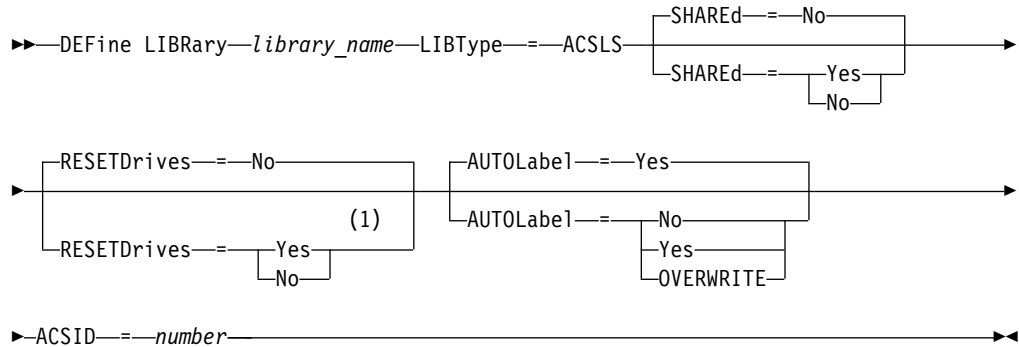 SHAREd = No
DEFine LIBRary library_name LIBType = ACSLS
SHAREd = Yes
No
RESETDrives = No AUTOLabel = Yes
(1)
RESETDrives = Yes AUTOLabel = No
No Yes
OVERWRITE
ACSID = number